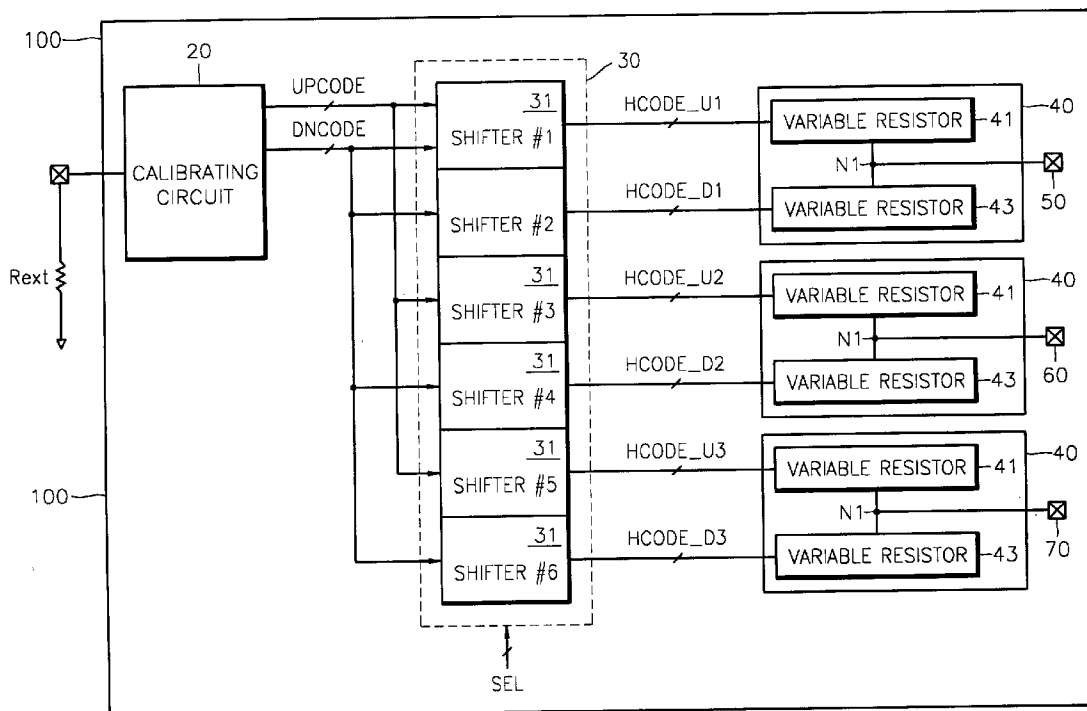 100
20
CALIBRATING
CIRCUIT
Rext
UPCODE
DNCODE
30
31
SHIFTER #1
SHIFTER #2
31
SHIFTER #3
31
SHIFTER #4
31
SHIFTER #5
31
SHIFTER #6
SEL
HCODE_U1
HCODE_D1
HCODE_U2
HCODE_D2
HCODE_U3
HCODE_D3
40
VARIABLE RESISTOR
41
N1
50
VARIABLE RESISTOR
43
40
VARIABLE RESISTOR
41
N1
60
VARIABLE RESISTOR
43
40
VARIABLE RESISTOR
41
N1
70
VARIABLE RESISTOR
43
100